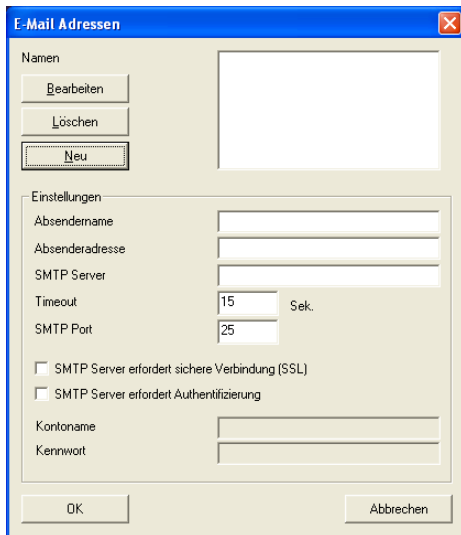 E-Mail Adressen
Namen
Bearbeiten
Löschen
Neu
Einstellungen
Absendername
Absenderadresse
SMTP Server
Timeout 15 Sek.
SMTP Port 25
SMTP Server erfordert sichere Verbindung (SSL)
SMTP Server erfordert Authentifizierung
Kontoname
Kennwort
OK Abbrechen